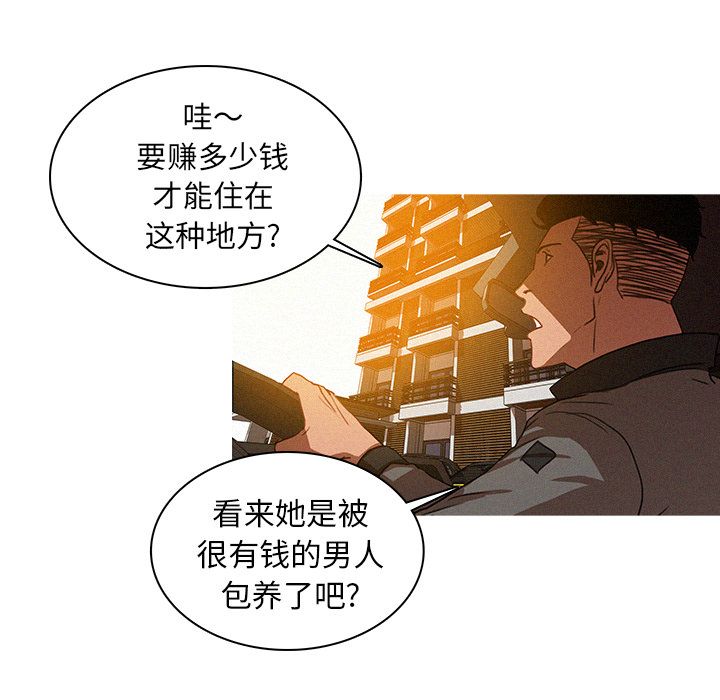 哇～
要赚多少钱
才能住在
这种地方?
看来她是被
很有钱的男人
包养了吧?